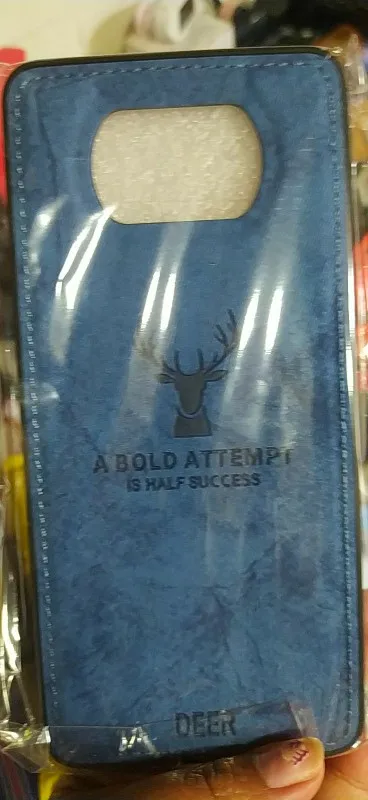 A BOLD ATTEMPT
IS HALF SUCCESS
DEER